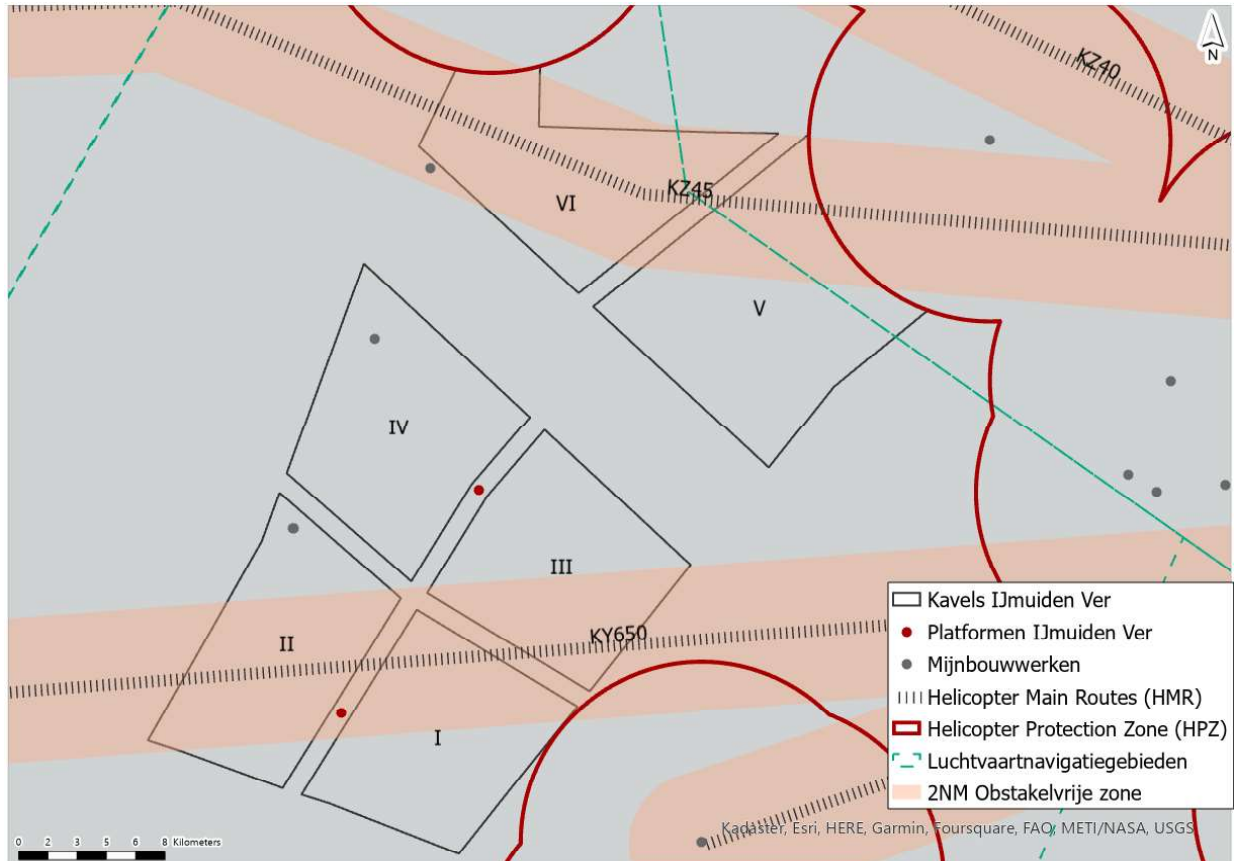 N
KZ40
KZ45
VI
V
IV
III
KY650
II
I
Kavels IJmuiden Ver
Platformen IJmuiden Ver
Mijnbouwwerken
Helicopter Main Routes (HMR)
Helicopter Protection Zone (HPZ)
Luchtvaartnavigatiegebieden
2NM Obstakelvrije zone
Kadaster, Esri, HERE, Garmin, Foursquare, FAO, METI/NASA, USGS
0 2 3 5 6 8 Kilometers